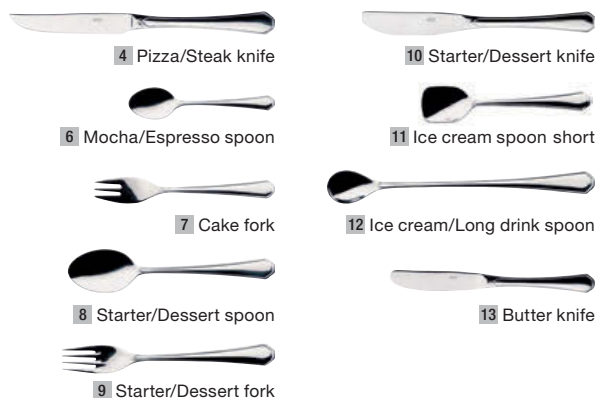 4 Pizza/Steak knife
6 Mocha/Espresso spoon
7 Cake fork
8 Starter/Dessert spoon
9 Starter/Dessert fork
10 Starter/Dessert knife
11 Ice cream spoon short
12 Ice cream/Long drink spoon
13 Butter knife